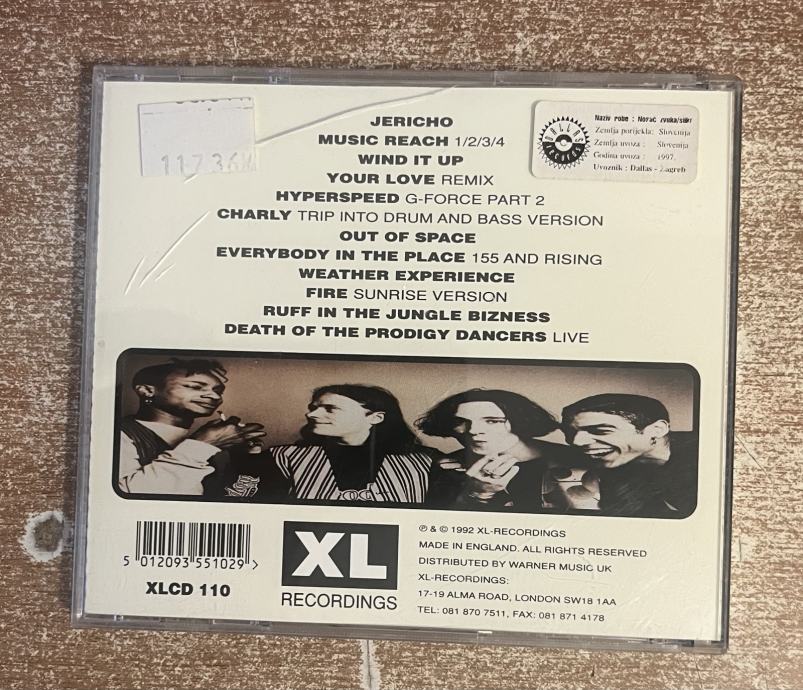 JERICHO
MUSIC REACH 1/2/3/4
WIND IT UP
YOUR LOVE REMIX
HYPERSPEED G-FORCE PART 2
CHARLY TRIP INTO DRUM AND BASS VERSION
OUT OF SPACE
EVERYBODY IN THE PLACE 155 AND RISING
WEATHER EXPERIENCE
FIRE SUNRISE VERSION
RUFF IN THE JUNGLE BIZNESS
DEATH OF THE PRODIGY DANCERS LIVE
DALLAS
RECORDS
Naziv robe : Nosač zvuka/slike
Zemlja porijekla: Slovenija
Zemlja uvoza : Slovenija
Godina uvoza : 1997.
Uvoznik : Dallas - Zagreb
5 012093 551029 >
XLCD 110
XL
RECORDINGS
℗ & © 1992 XL-RECORDINGS
MADE IN ENGLAND. ALL RIGHTS RESERVED
DISTRIBUTED BY WARNER MUSIC UK
XL-RECORDINGS:
17-19 ALMA ROAD, LONDON SW18 1AA
TEL: 081 870 7511, FAX: 081 871 4178